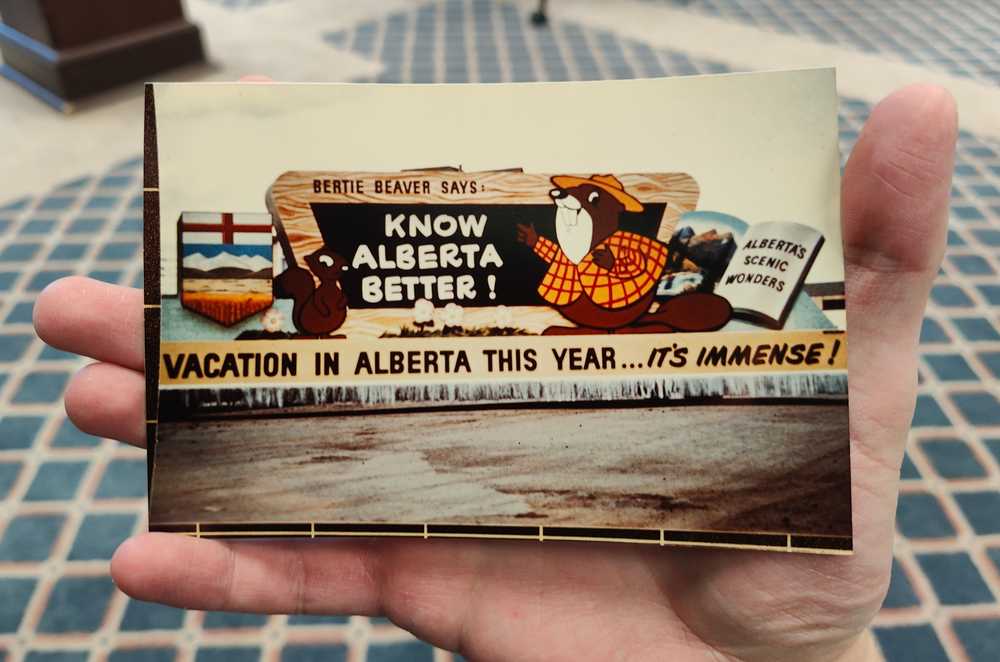 BERTIE BEAVER SAYS:
KNOW
ALBERTA
BETTER!
ALBERTA'S
SCENIC
WONDERS
VACATION IN ALBERTA THIS YEAR...IT'S IMMENSE!